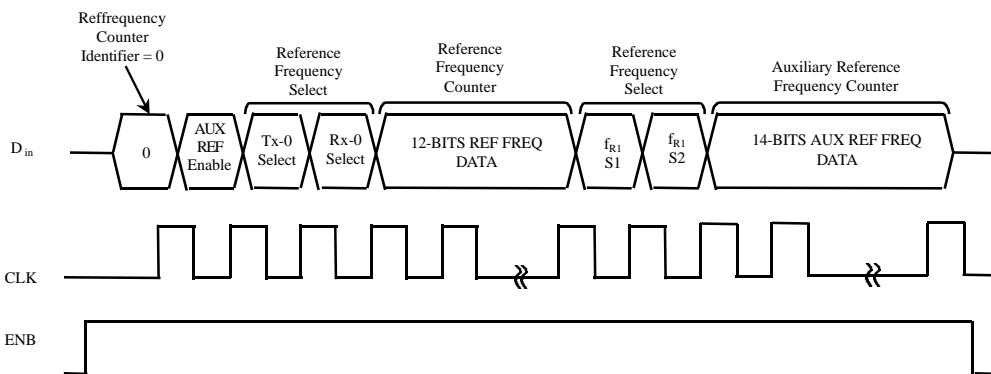 Reffrequency
Counter
Identifier = 0
Reference
Frequency
Select
Reference
Frequency
Counter
Reference
Frequency
Select
Auxiliary Reference
Frequency Counter
D in
0
AUX
REF
Enable
Tx-0
Select
Rx-0
Select
12-BITS REF FREQ
DATA
fR1
S1
fR1
S2
14-BITS AUX REF FREQ
DATA
CLK
ENB